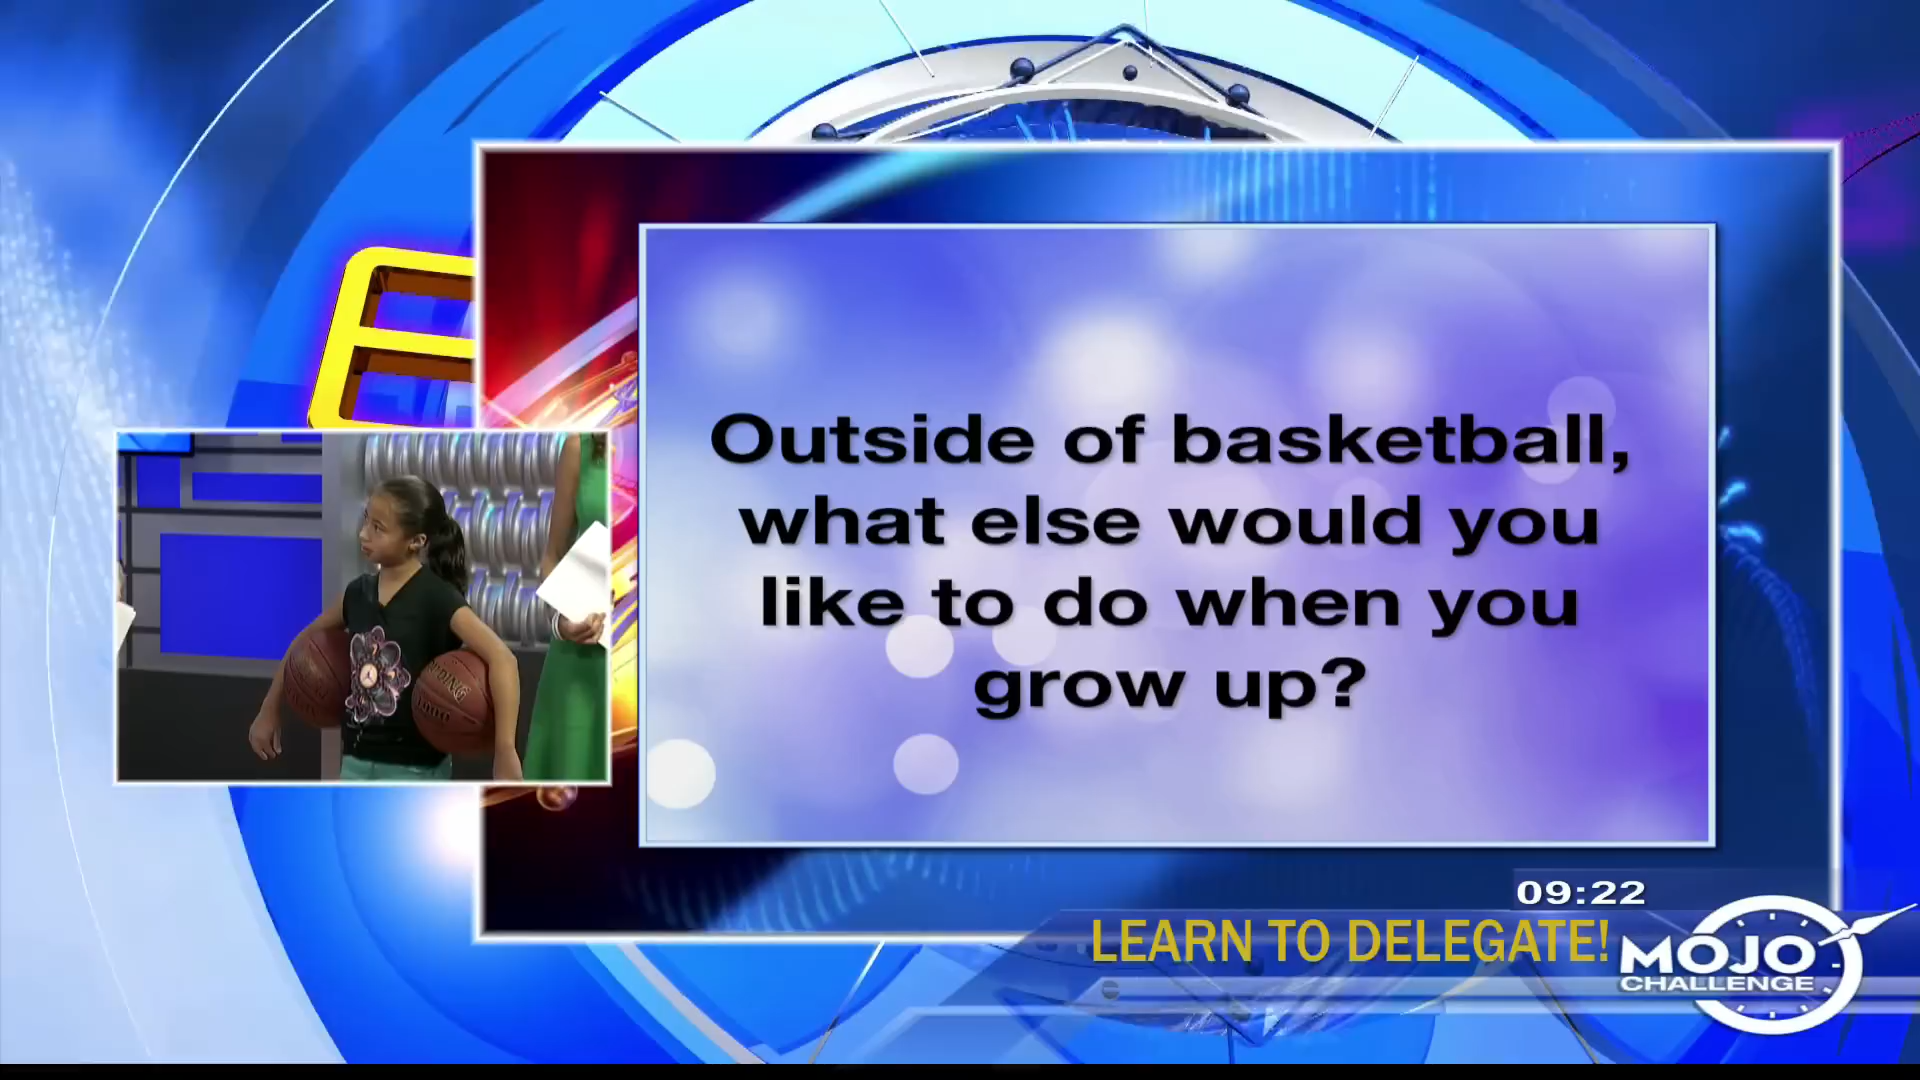 Outside of basketball,
what else would you
like to do when you
grow up?
09:22
LEARN TO DELEGATE!
MOJO
CHALLENGE